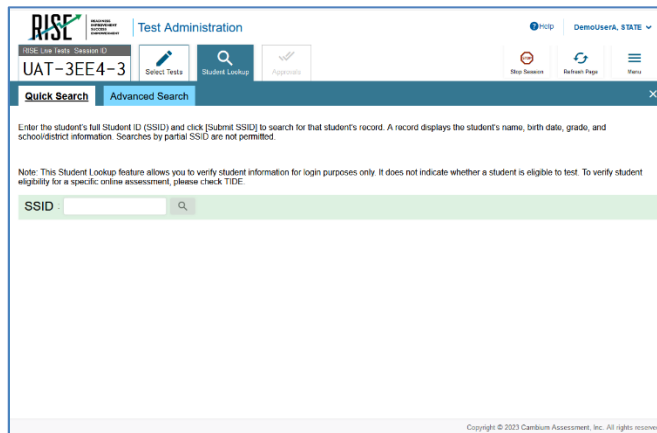 RISE
READINESS
IMPROVEMENT
SUCCESS
EMPOWERMENT
Test Administration
Help
DemoUserA, STATE
RISE Live Tests Session ID
UAT-3EE4-3
Select Tests
Student Lookup
Approvals
STOP
Stop Session
Refresh Page
Menu
Quick Search
Advanced Search
Enter the student's full Student ID (SSID) and click [Submit SSID] to search for that student's record. A record displays the student's name, birth date, grade, and
school/district information. Searches by partial SSID are not permitted.
Note: This Student Lookup feature allows you to verify student information for login purposes only. It does not indicate whether a student is eligible to test. To verify student
eligibility for a specific online assessment, please check TIDE.
SSID :
Copyright © 2023 Cambium Assessment, Inc. All rights reserve